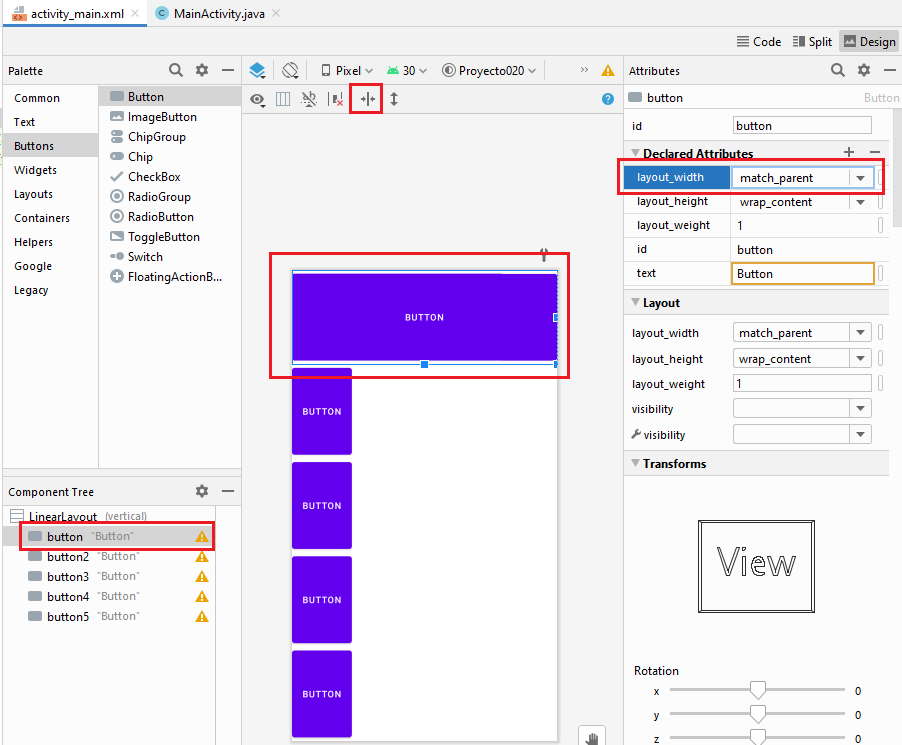 activity_main.xml
MainActivity.java
Code
Split
Design
Palette
Common
Text
Buttons
Widgets
Layouts
Containers
Helpers
Google
Legacy
Button
ImageButton
ChipGroup
Chip
CheckBox
RadioGroup
RadioButton
ToggleButton
Switch
FloatingActionB...
Pixel
30
Proyecto020
BUTTON
BUTTON
BUTTON
BUTTON
BUTTON
Component Tree
LinearLayout (vertical)
button "Button"
button2 "Button"
button3 "Button"
button4 "Button"
button5 "Button"
Attributes
button Button
id button
Declared Attributes
layout_width match_parent
layout_height wrap_content
layout_weight 1
id button
text Button
Layout
layout_width match_parent
layout_height wrap_content
layout_weight 1
visibility
visibility
Transforms
View
Rotation
x 0
y 0
z 0